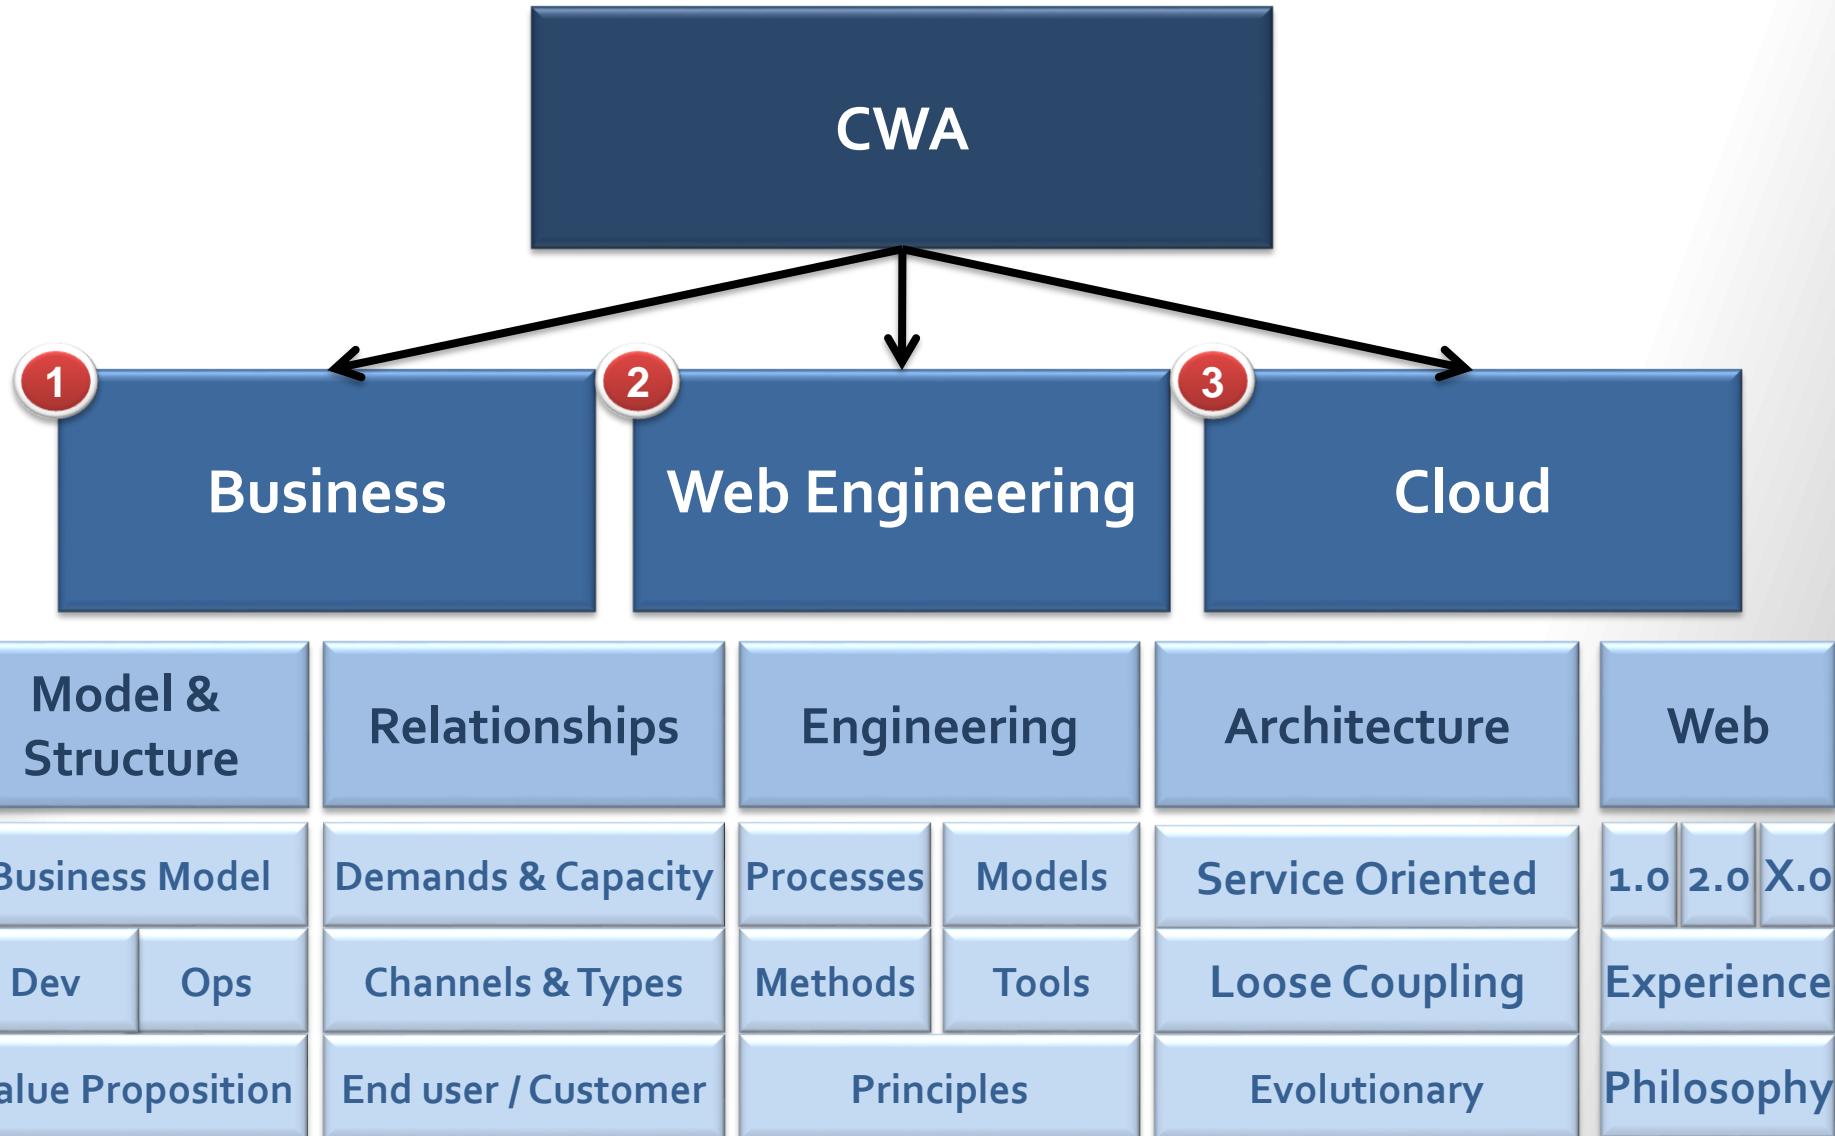 CWA
1
2
3
Business
Web Engineering
Cloud
Model &
Structure
Relationships
Engineering
Architecture
Web
Business Model
Demands & Capacity
Processes
Models
Service Oriented
1.0
2.0
X.0
Dev
Ops
Channels & Types
Methods
Tools
Loose Coupling
Experience
alue Proposition
End user / Customer
Principles
Evolutionary
Philosophy